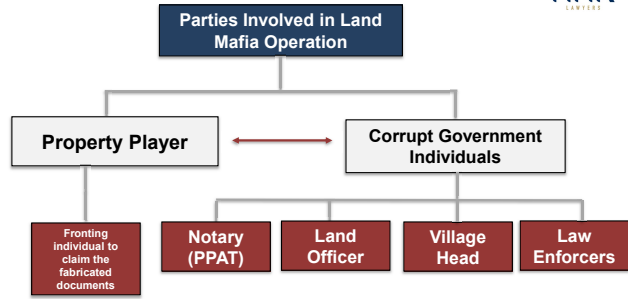 LAWYERS
Parties Involved in Land
Mafia Operation
Property Player
Corrupt Government
Individuals
Fronting
individual to
claim the
fabricated
documents
Notary
(PPAT)
Land
Officer
Village
Head
Law
Enforcers